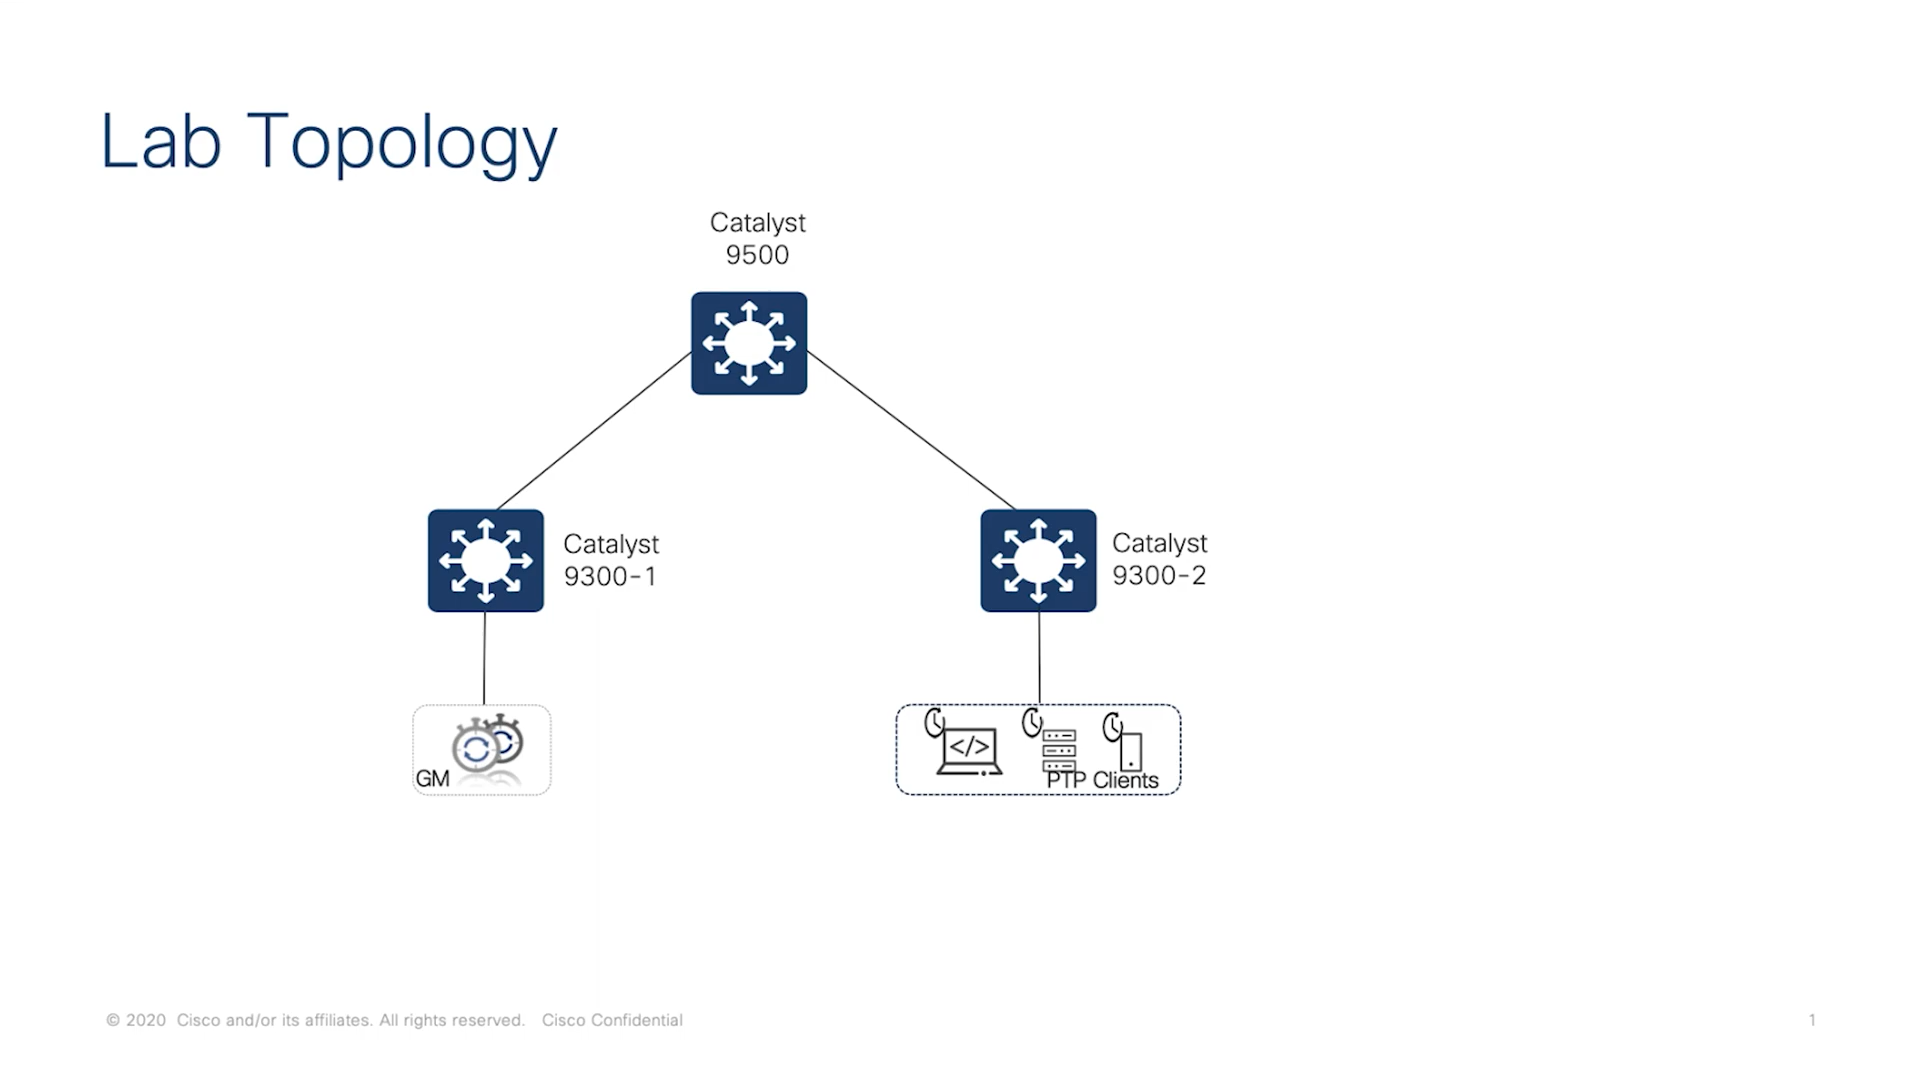 Lab Topology
Catalyst
9500
Catalyst
9300-1
Catalyst
9300-2
GM
</>
PTP Clients
© 2020 Cisco and/or its affiliates. All rights reserved. Cisco Confidential
1